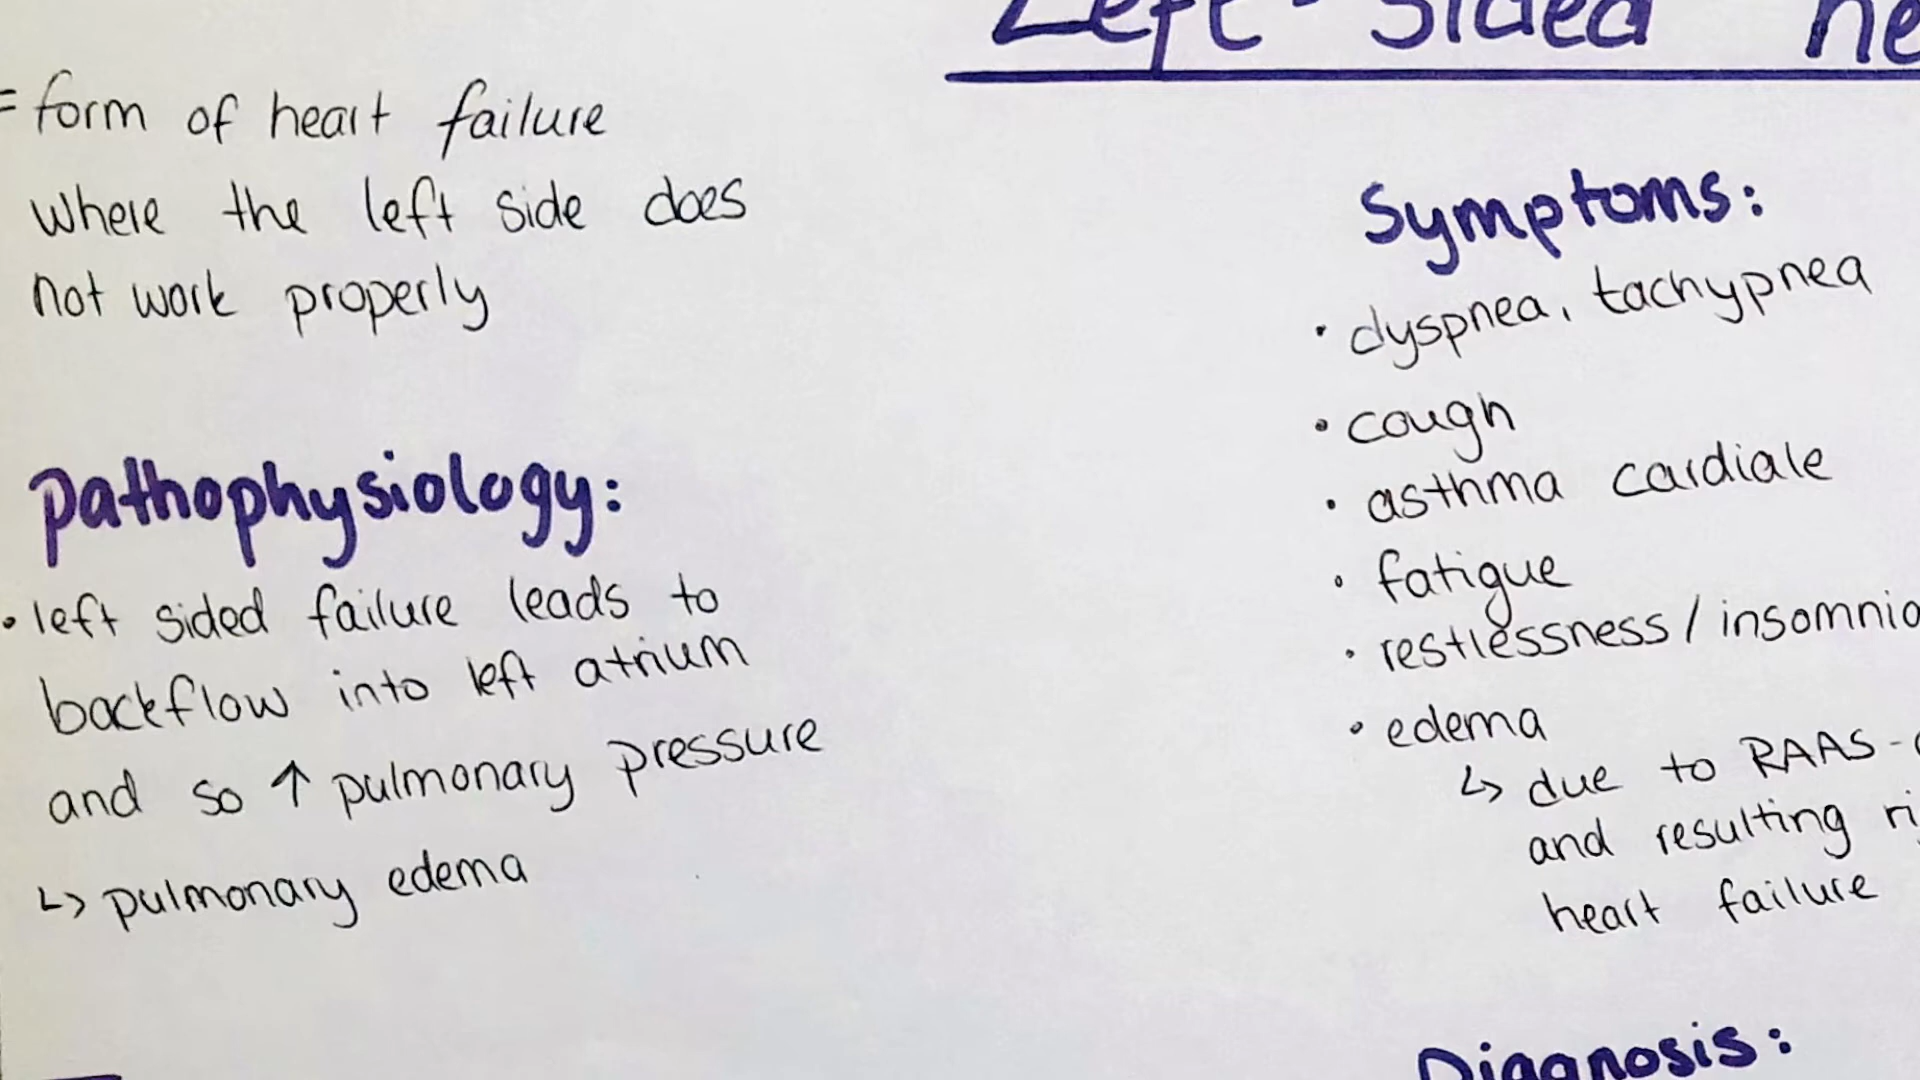 Left-sided
= form of heart failure
where the left side does
not work properly
Pathophysiology:
• left sided failure leads to
backflow into left atrium
and so ↑ pulmonary pressure
↳ pulmonary edema
Symptoms:
• dyspnea, tachypnea
• cough
• asthma cardiale
• fatigue
• restlessness / insomnia
• edema
↳ due to RAAS-
and resulting
heart failure
Diagnosis: